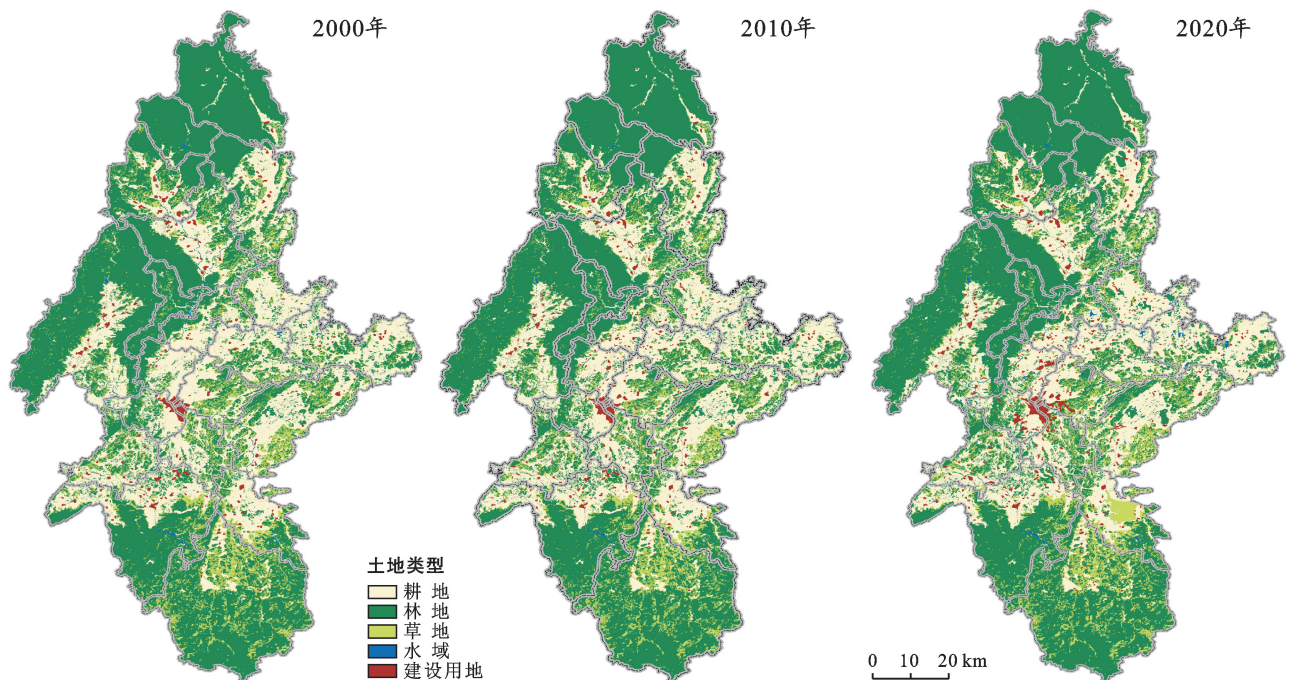 2000年
2010年
2020年
土地类型
耕 地
林 地
草 地
水 域
建设用地
0 10 20 km